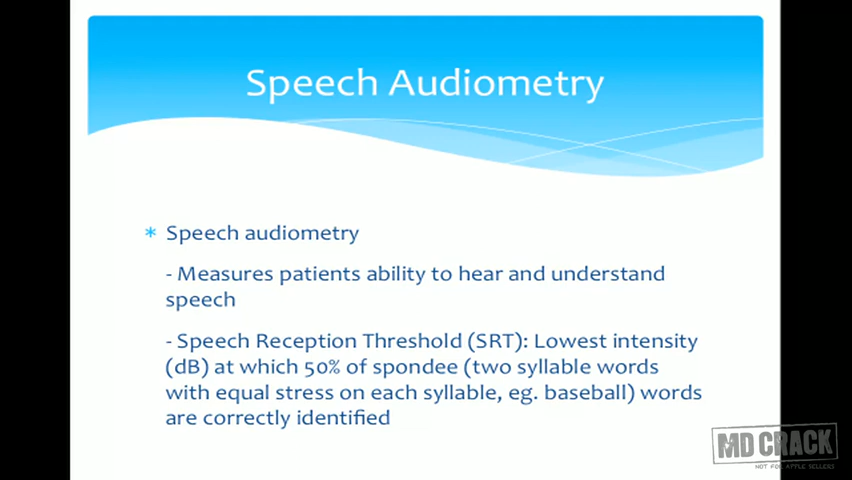 Speech Audiometry
* Speech audiometry
- Measures patients ability to hear and understand
speech
- Speech Reception Threshold (SRT): Lowest intensity
(dB) at which 50% of spondee (two syllable words
with equal stress on each syllable, eg. baseball) words
are correctly identified
MD CRACK
NOT FOR APPLE SELLERS